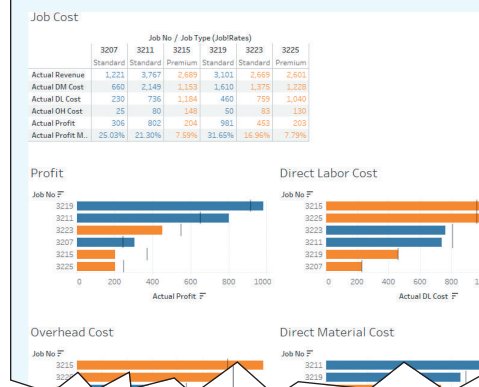 Job Cost
Job No / Job Type (Job!Rates)
3207 3211 3215 3219 3223 3225
Standard Standard Premium Standard Standard Premium
Actual Revenue 1,221 3,767 2,689 3,101 2,669 2,601
Actual DM Cost 660 2,149 1,153 1,610 1,375 1,228
Actual DL Cost 230 736 1,184 460 759 1,040
Actual OH Cost 25 80 148 50 83 130
Actual Profit 306 802 204 981 453 203
Actual Profit M.. 25.03% 21.30% 7.59% 31.65% 16.96% 7.79%
Profit
Job No
3219
3211
3223
3207
3215
3225
0 200 400 600 800 1000
Actual Profit
Direct Labor Cost
Job No
3215
3225
3223
3211
3219
3207
0 200 400 600 800
Actual DL Cost
Overhead Cost
Job No
3215
Direct Material Cost
Job No
3211
3219